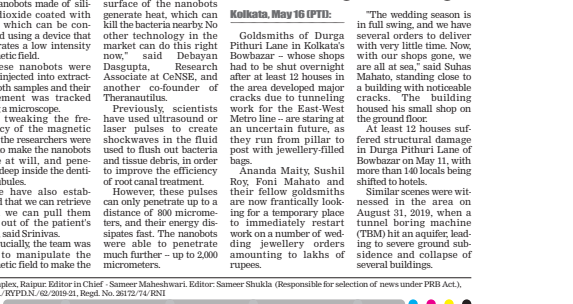 nanobots made of sili-
dioxide coated with
which can be con-
d using a device that
rates a low intensity
etic field.
ese nanobots were
injected into extract-
oth samples and their
ement was tracked
a microscope.
tweaking the fre-
cy of the magnetic
the researchers were
to make the nanobots
e at will, and pene-
deep inside the denti-
ubules.
e have also estab-
d that we can retrieve
we can pull them
out of the patient's
said Srinivas.
ucially, the team was
to manipulate the
etic field to make the
surface of the nanobots
generate heat, which can
kill the bacteria nearby. No
other technology in the
market can do this right
now," said Debayan
Dasgupta, Research
Associate at CeNSE, and
another co-founder of
Theranautilus.
Previously, scientists
have used ultrasound or
laser pulses to create
shockwaves in the fluid
used to flush out bacteria
and tissue debris, in order
to improve the efficiency
of root canal treatment.
However, these pulses
can only penetrate up to a
distance of 800 microme-
ters, and their energy dis-
sipates fast. The nanobots
were able to penetrate
much further – up to 2,000
micrometers.
Kolkata, May 16 (PTI):
Goldsmiths of Durga
Pithuri Lane in Kolkata's
Bowbazar – whose shops
had to be shut overnight
after at least 12 houses in
the area developed major
cracks due to tunneling
work for the East-West
Metro line -- are staring at
an uncertain future, as
they run from pillar to
post with jewellery-filled
bags.
Ananda Maity, Sushil
Roy, Foni Mahato and
their fellow goldsmiths
are now frantically look-
ing for a temporary place
to immediately restart
work on a number of wed-
ding jewellery orders
amounting to lakhs of
rupees.
"The wedding season is
in full swing, and we have
several orders to deliver
with very little time. Now,
with our shops gone, we
are all at sea," said Suhas
Mahato, standing close to
a building with noticeable
cracks. The building
housed his small shop on
the ground floor.
At least 12 houses suf-
fered structural damage
in Durga Pithuri Lane of
Bowbazar on May 11, with
more than 140 locals being
shifted to hotels.
Similar scenes were wit-
nessed in the area on
August 31, 2019, when a
tunnel boring machine
(TBM) hit an aquifer, lead-
ing to severe ground sub-
sidence and collapse of
several buildings.
mplex, Raipur. Editor in Chief - Sameer Maheshwari. Editor: Sameer Shukla (Responsible for selection of news under PRB Act.),
./RYPD.N./62/2019-21, Regd. No. 26172/74/RNI